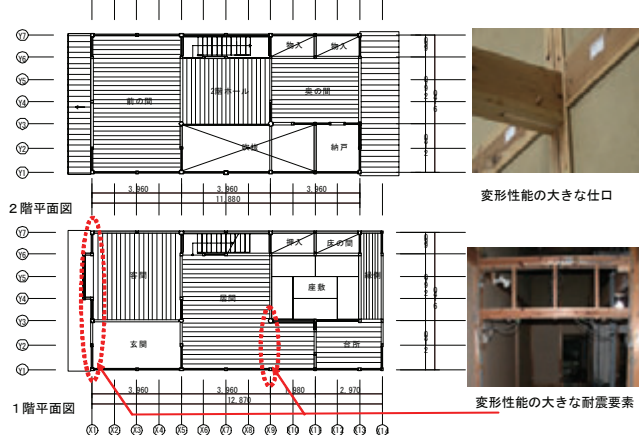 Y7
Y6
Y5
Y4
Y3
Y2
Y1
物入
物入
前の間
2階ホール
奥の間
納戸
3,960
3,960
3,960
11,880
2階平面図
変形性能の大きな仕口
Y7
Y6
Y5
Y4
Y3
Y2
Y1
客間
押入
床の間
座敷
縁側
居間
玄関
台所
3,960
3,960
1,980
2,970
12,870
1階平面図
変形性能の大きな耐震要素
X1 X2 X3 X4 X5 X6 X7 X8 X9 X10 X11 X12 X13 X14